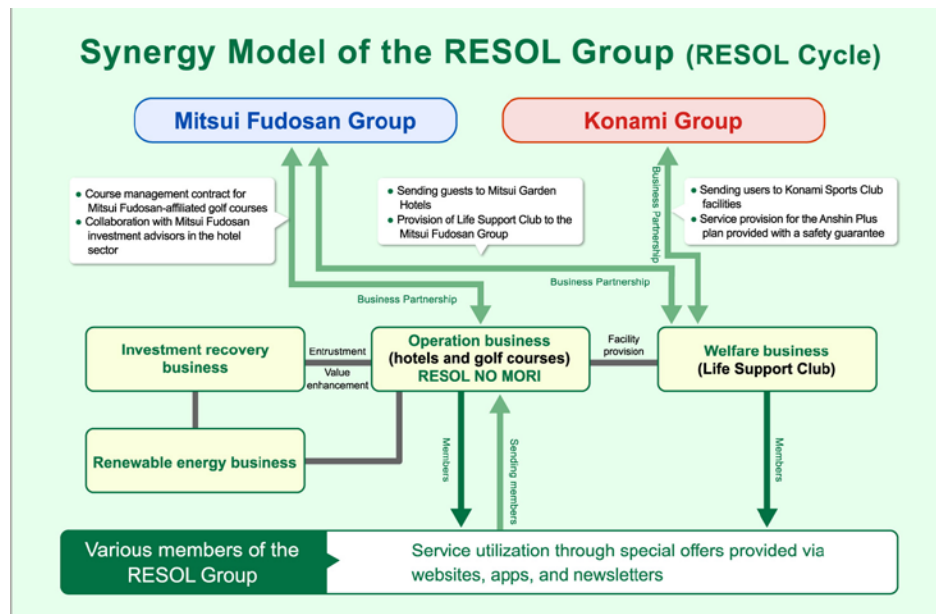 Synergy Model of the RESOL Group (RESOL Cycle)
Mitsui Fudosan Group
Konami Group
• Course management contract for
Mitsui Fudosan-affiliated golf courses
• Collaboration with Mitsui Fudosan
investment advisors in the hotel
sector
• Sending guests to Mitsui Garden
Hotels
• Provision of Life Support Club to the
Mitsui Fudosan Group
Business Partnership
• Sending users to Konami Sports Club
facilities
• Service provision for the Anshin Plus
plan provided with a safety guarantee
Business Partnership
Business Partnership
Investment recovery
business
Entrustment
Value
enhancement
Operation business
(hotels and golf courses)
RESOL NO MORI
Facility
provision
Welfare business
(Life Support Club)
Renewable energy business
Members
Sending members
Members
Various members of the
RESOL Group
Service utilization through special offers provided via
websites, apps, and newsletters